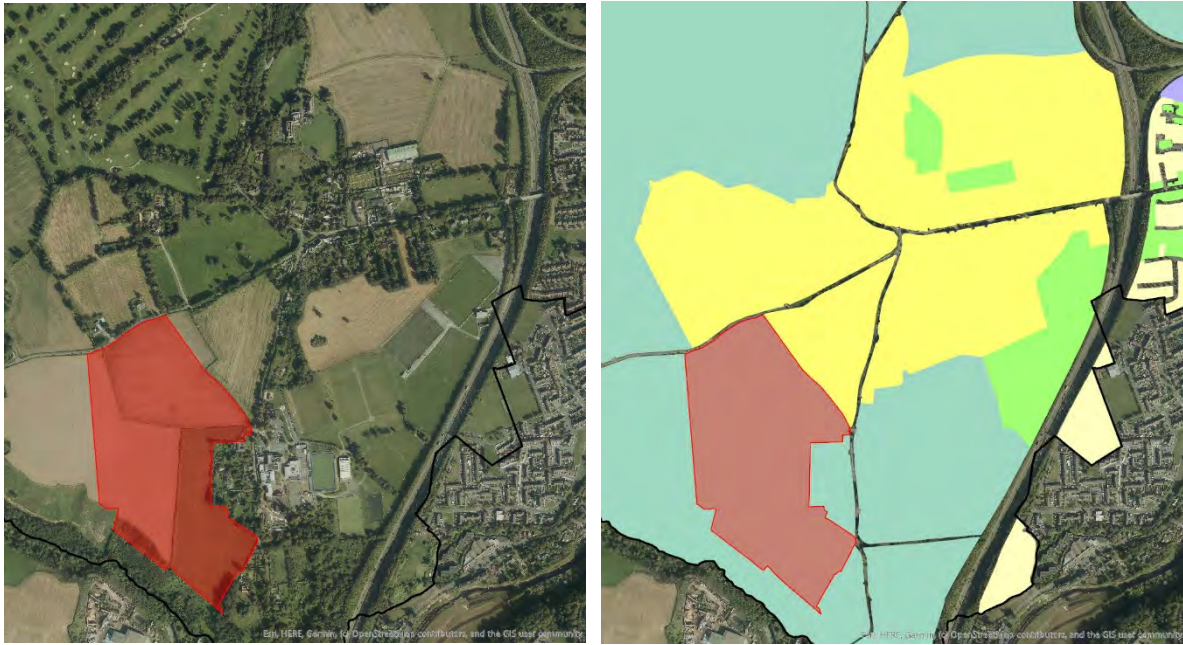 Esri, HERE, Garmin, (c) OpenStreetMap contributors, and the GIS user community
Esri, HERE, Garmin, (c) OpenStreetMap contributors, and the GIS user community